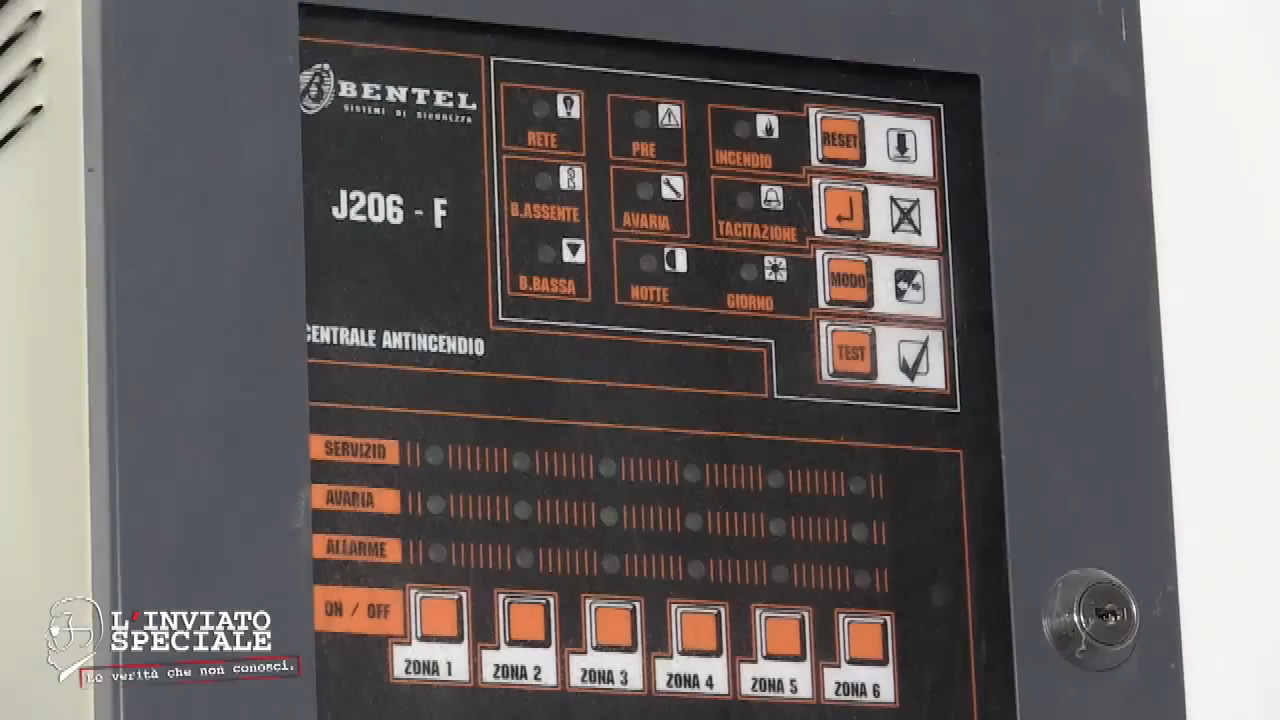 BENTEL
SISTEMI DI SICUREZZA
J206 - F
CENTRALE ANTINCENDIO
RETE
PRE
INCENDIO
RESET
B.ASSENTE
AVARIA
TACITAZIONE
B.BASSA
NOTTE
GIORNO
MODO
TEST
SERVIZIO
AVARIA
ALLARME
ON / OFF
ZONA 1
ZONA 2
ZONA 3
ZONA 4
ZONA 5
ZONA 6
L'INVIATO
SPECIALE
Le verità che non conosci.